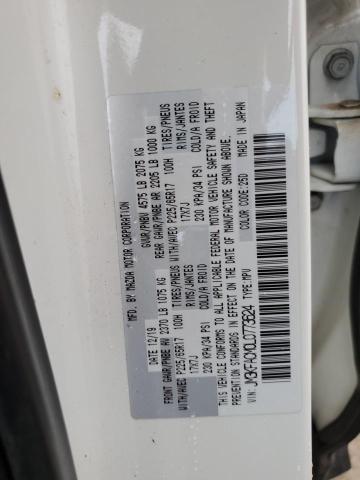 MFD. BY MAZDA MOTOR CORPORATION
DATE 12/19 GVWR/PNBV 4575 LB 2075 KG
FRONT GAWR/PNBE AV 2370 LB 1075 KG REAR GAWR/PNBE AR 2205 LB 1000 KG
WITH/AVEC P225/65R17 100H TIRES/PNEUS WITH/AVEC P225/65R17 100H TIRES/PNEUS
17X7J RIMS/JANTES 17X7J RIMS/JANTES
230 KPA/34 PSI COLD/A FROID 230 KPA/34 PSI COLD/A FROID
THIS VEHICLE CONFORMS TO ALL APPLICABLE FEDERAL MOTOR VEHICLE SAFETY AND THEFT
PREVENTION STANDARDS IN EFFECT ON THE DATE OF MANUFACTURE SHOWN ABOVE.
VIN: JM3KFACM0L0773624 TYPE:MPV COLOR CODE:25D MADE IN JAPAN